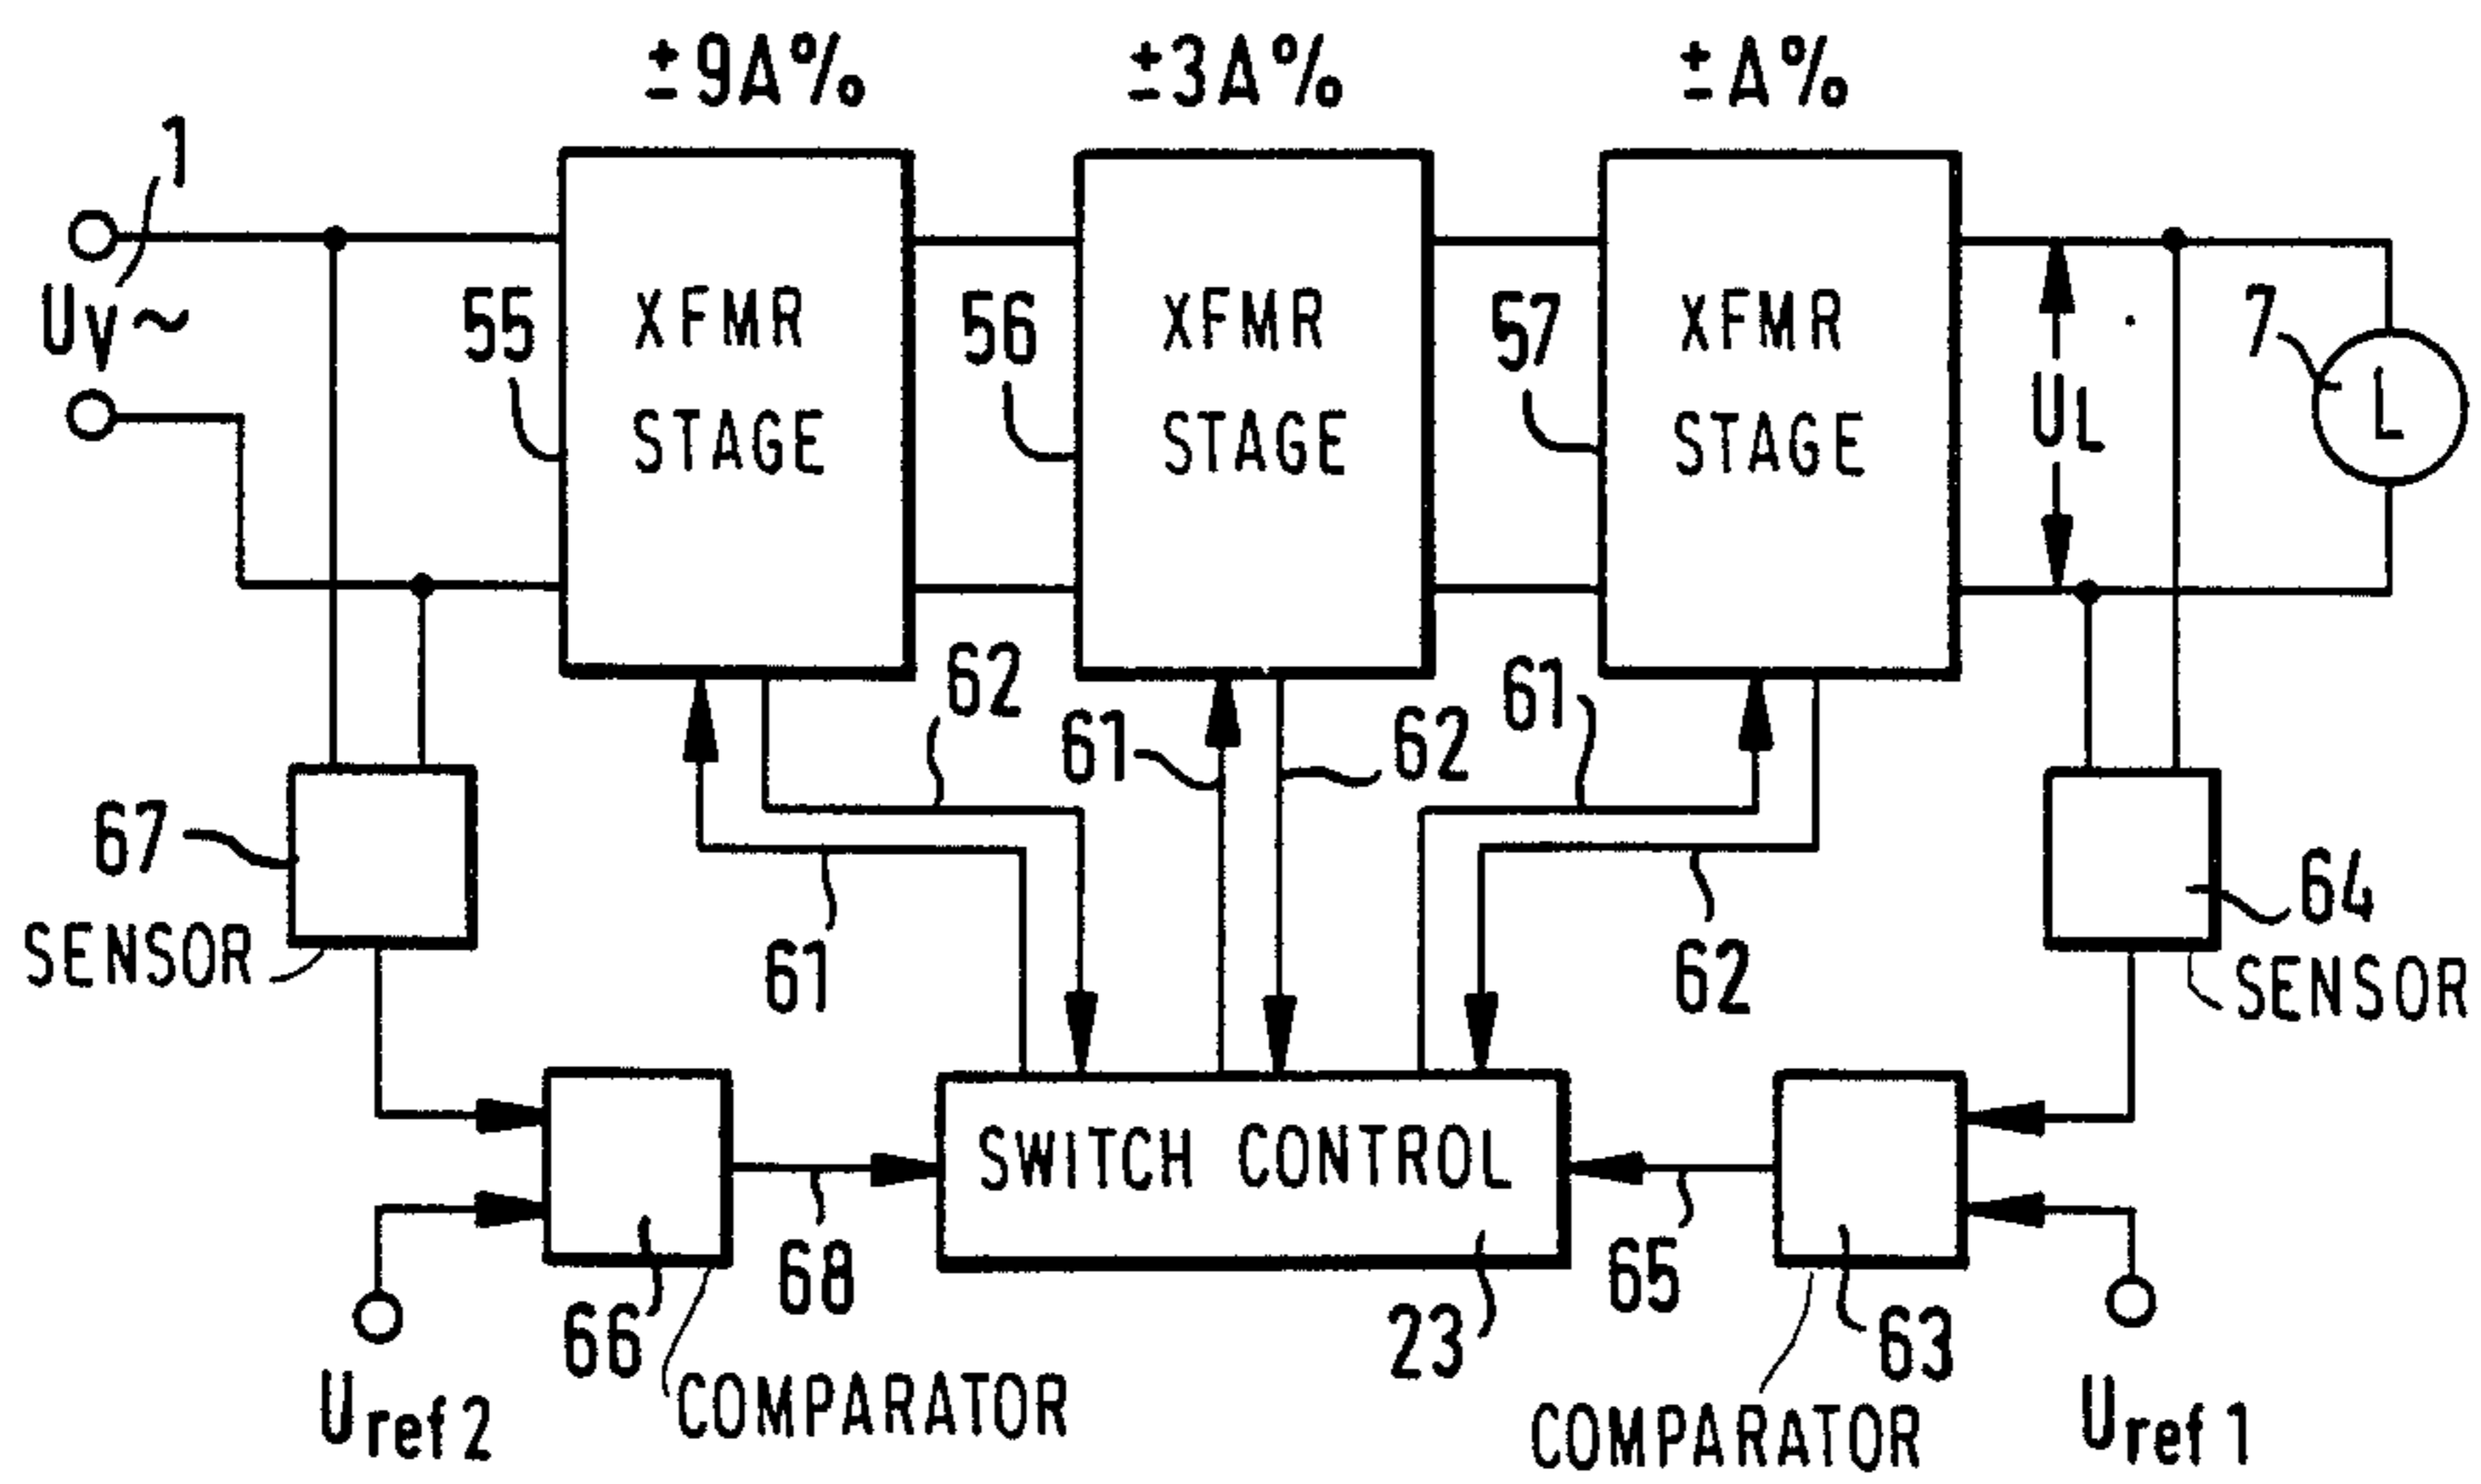 ±9A%
±3A%
±A%
1
Uv~
55
XFMR
STAGE
56
XFMR
STAGE
57
XFMR
STAGE
UL
7
L
62
61
62
61
67
61
62
64
SENSOR
SENSOR
SWITCH CONTROL
68
65
66
23
63
Uref 2
COMPARATOR
COMPARATOR
Uref 1